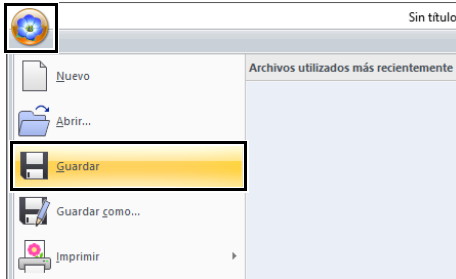 Sin título
Nuevo
Archivos utilizados más recientemente
Abrir...
Guardar
Guardar como...
Imprimir